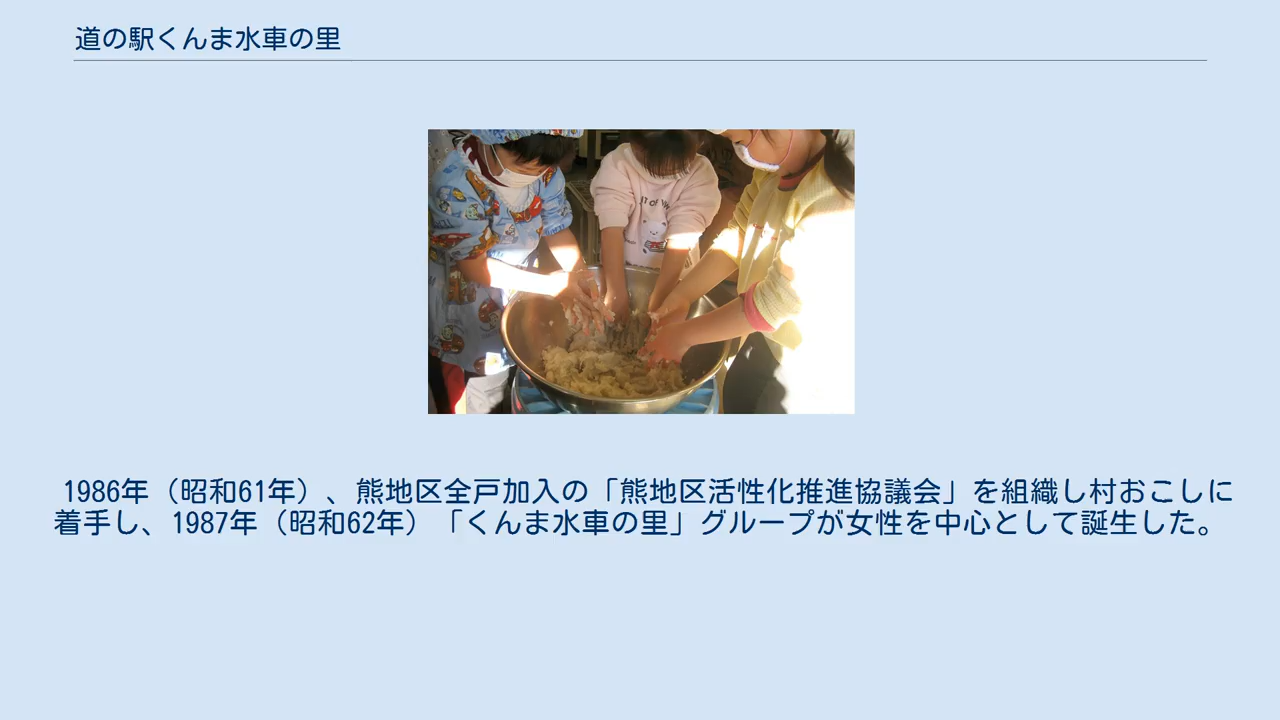 道の駅くんま水車の里
1986年（昭和61年）、熊地区全戸加入の「熊地区活性化推進協議会」を組織し村おこしに
着手し、1987年（昭和62年）「くんま水車の里」グループが女性を中心として誕生した。